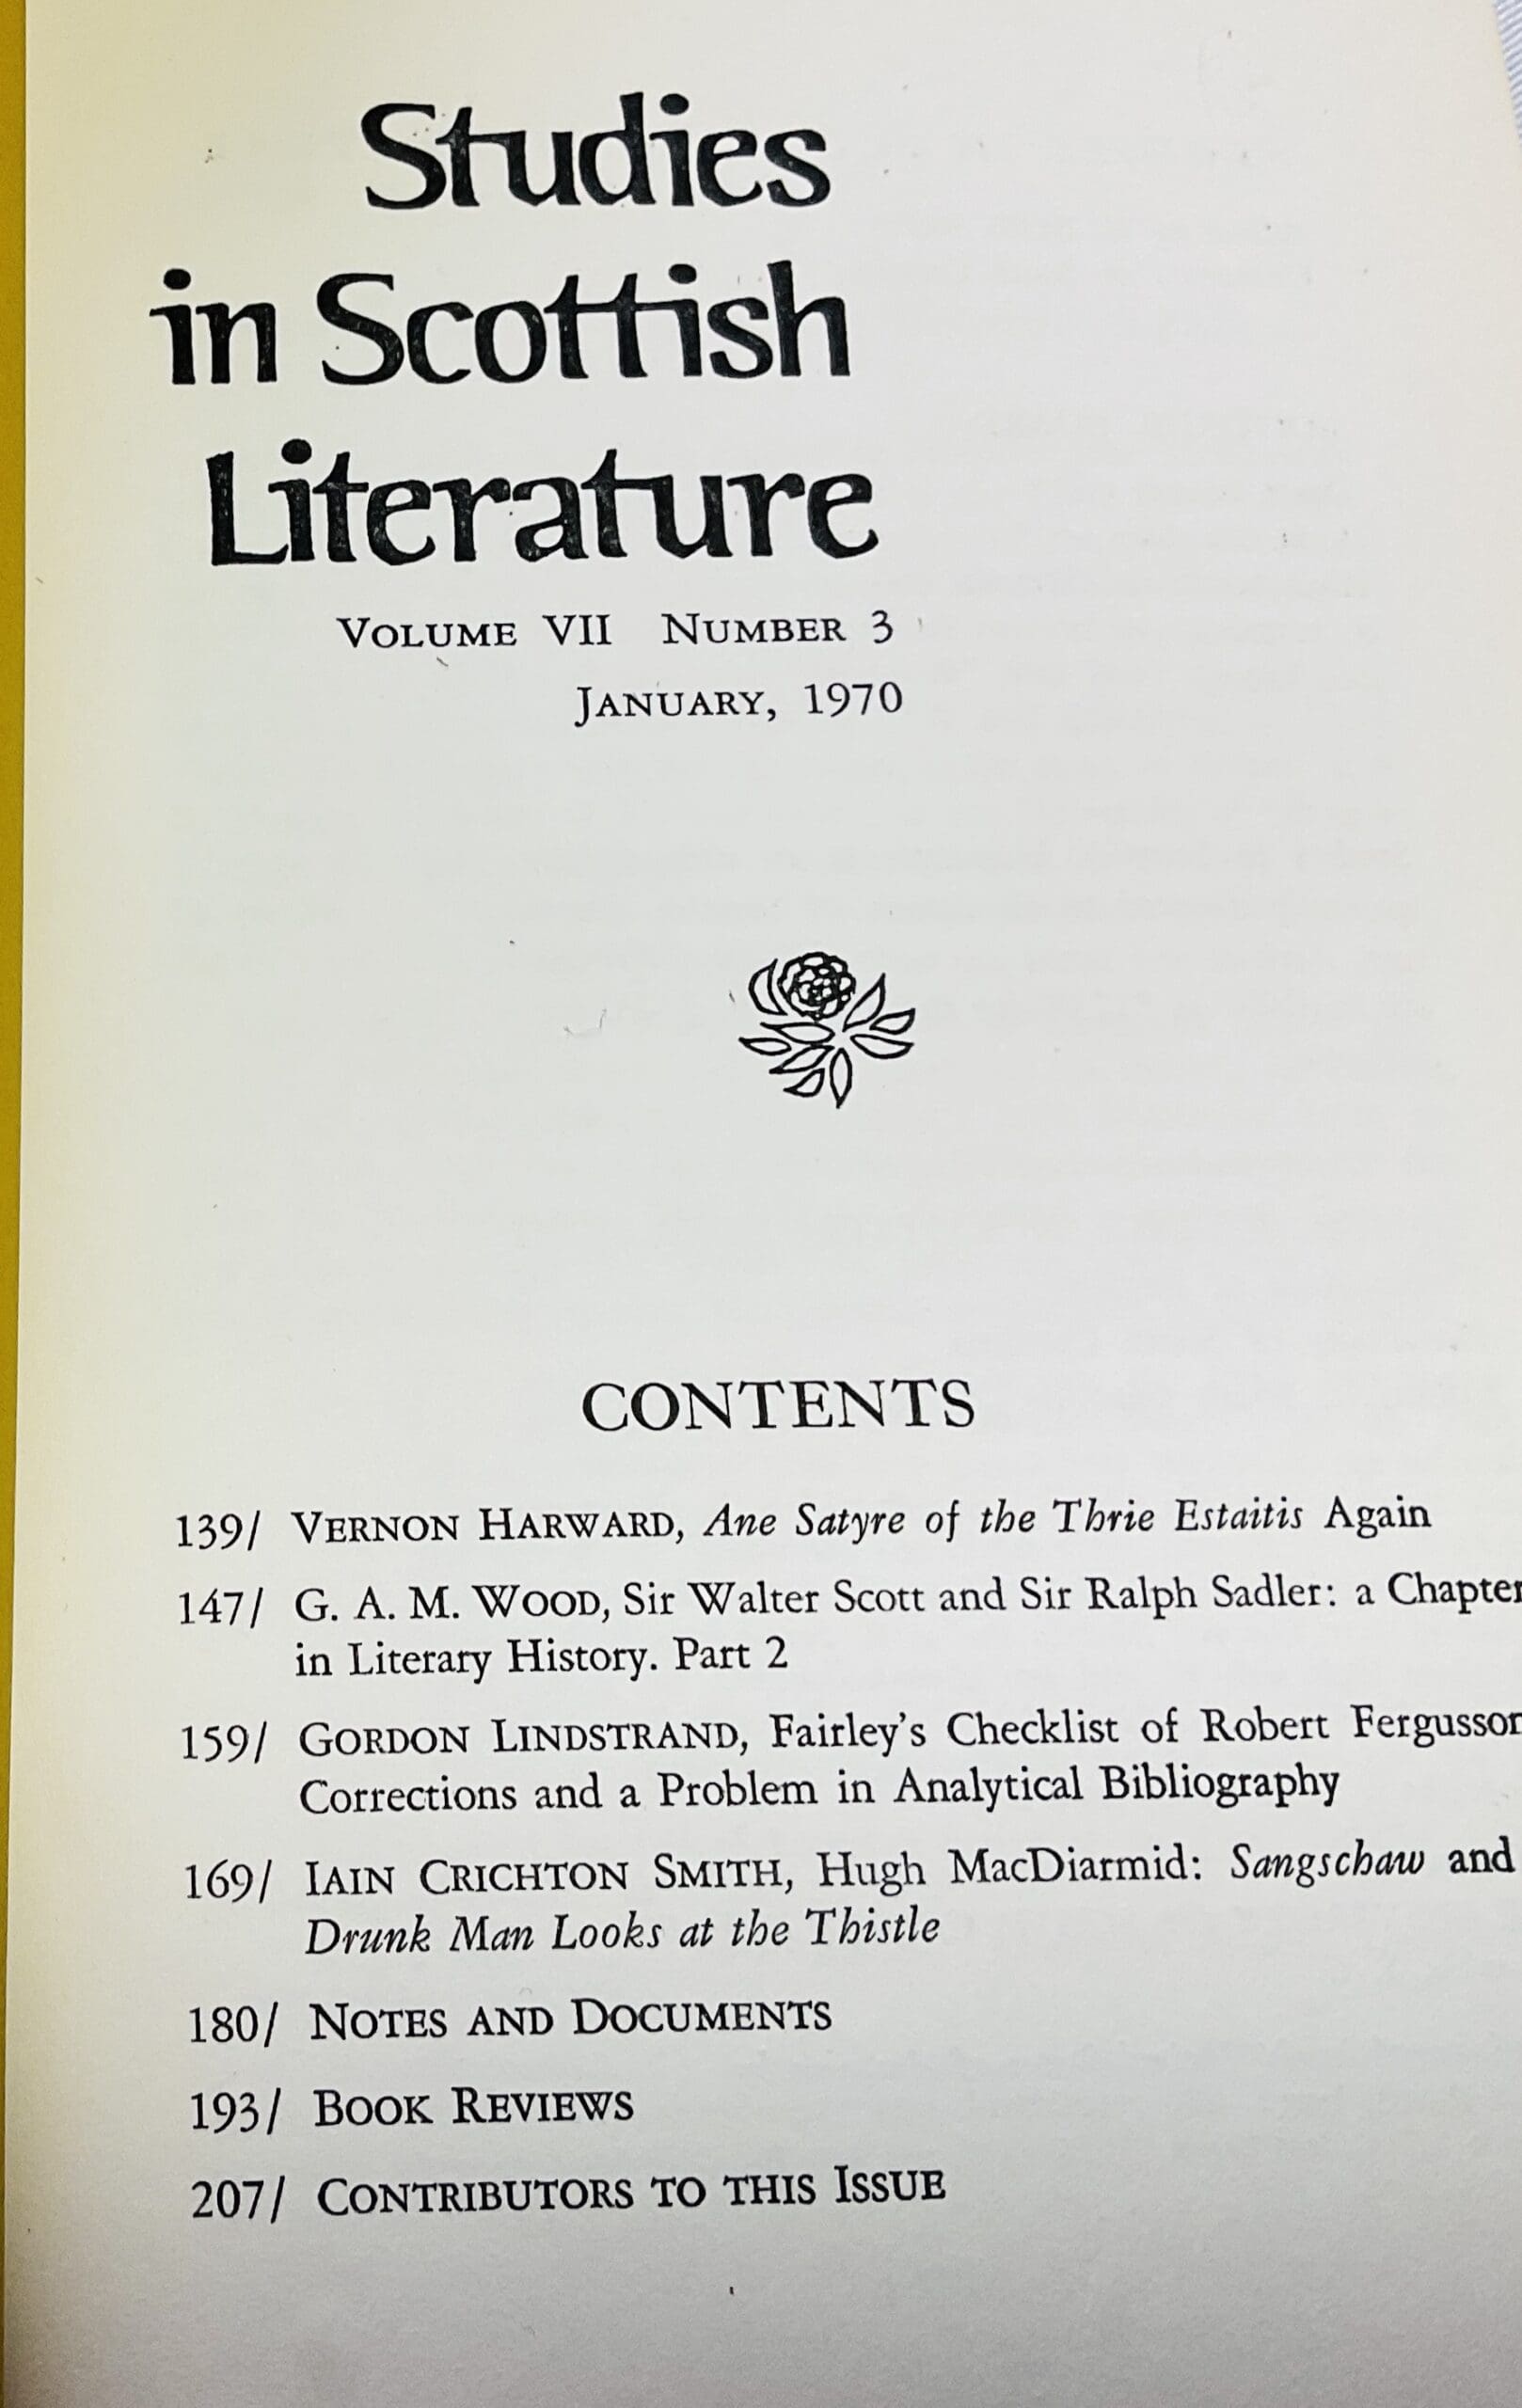 Studies
in Scottish
Literature
VOLUME VII NUMBER 3
JANUARY, 1970
CONTENTS
139/ VERNON HARWARD, Ane Satyre of the Thrie Estaitis Again
147/ G. A. M. WOOD, Sir Walter Scott and Sir Ralph Sadler: a Chapter
in Literary History. Part 2
159/ GORDON LINDSTRAND, Fairley's Checklist of Robert Fergusson
Corrections and a Problem in Analytical Bibliography
169/ IAIN CRICHTON SMITH, Hugh MacDiarmid: Sangschaw and
Drunk Man Looks at the Thistle
180/ NOTES AND DOCUMENTS
193/ BOOK REVIEWS
207/ CONTRIBUTORS TO THIS ISSUE